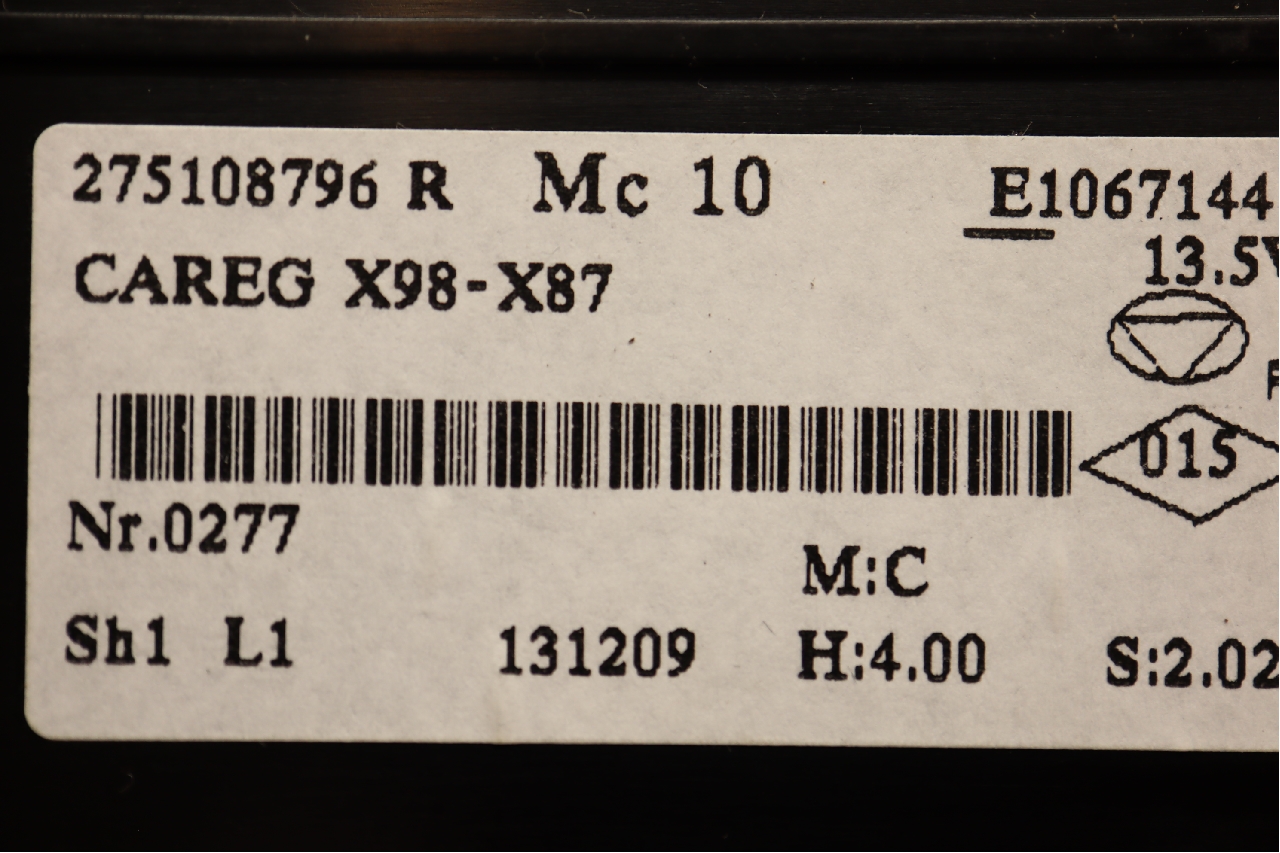 275108796 R Mc 10 E1067144
13.5V
CAREG X98-X87
015
Nr.0277
M:C
Sh1 L1 131209 H:4.00 S:2.02